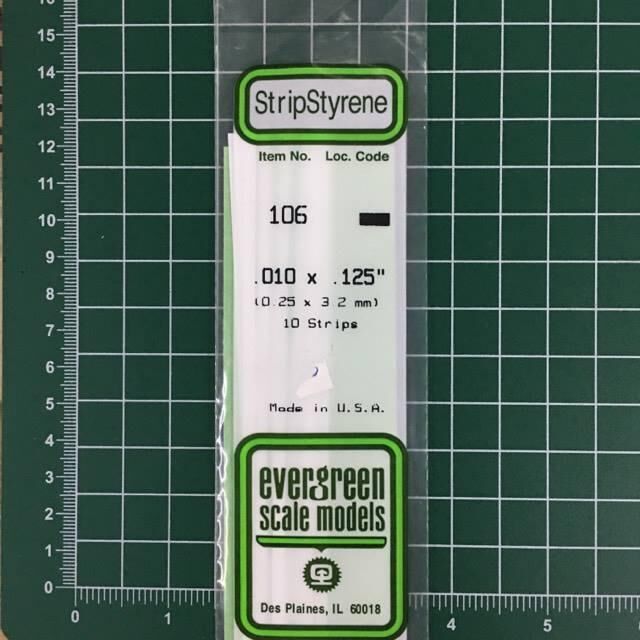 16
15
14
13
12
11
10
9
8
7
6
5
4
3
2
1
0
0 1 4 5
StripStyrene
Item No. Loc. Code
106
.010 x .125"
(0.25 x 3.2 mm)
10 Strips
Made in U.S.A.
evergreen
scale models
Des Plaines, IL 60018